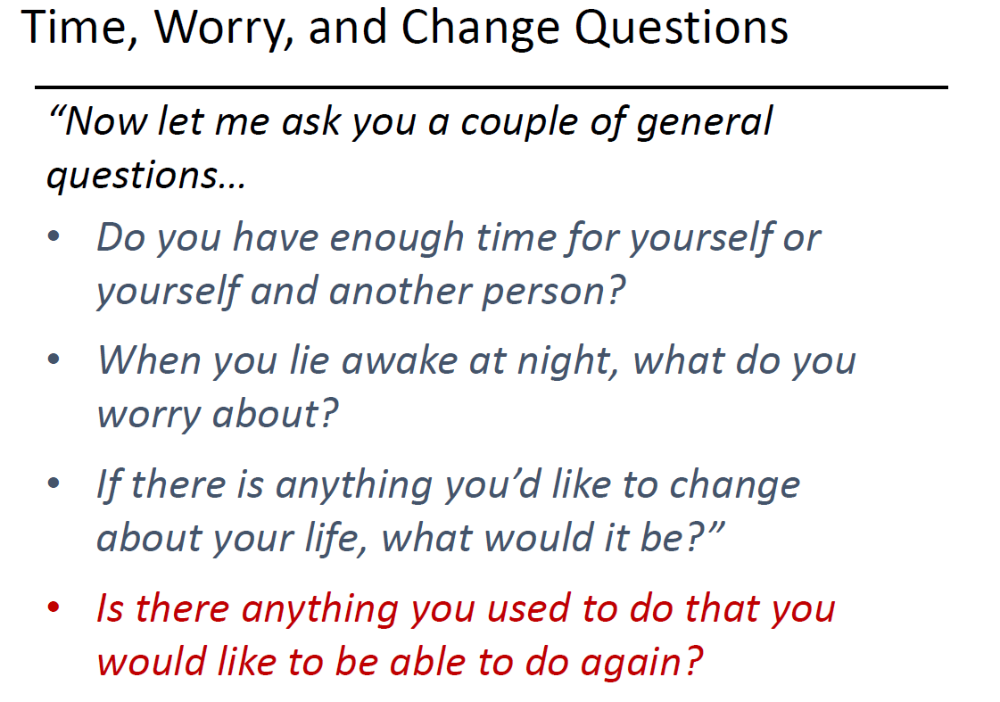 Time, Worry, and Change Questions
“Now let me ask you a couple of general
questions…
• Do you have enough time for yourself or
yourself and another person?
• When you lie awake at night, what do you
worry about?
• If there is anything you’d like to change
about your life, what would it be?”
• Is there anything you used to do that you
would like to be able to do again?